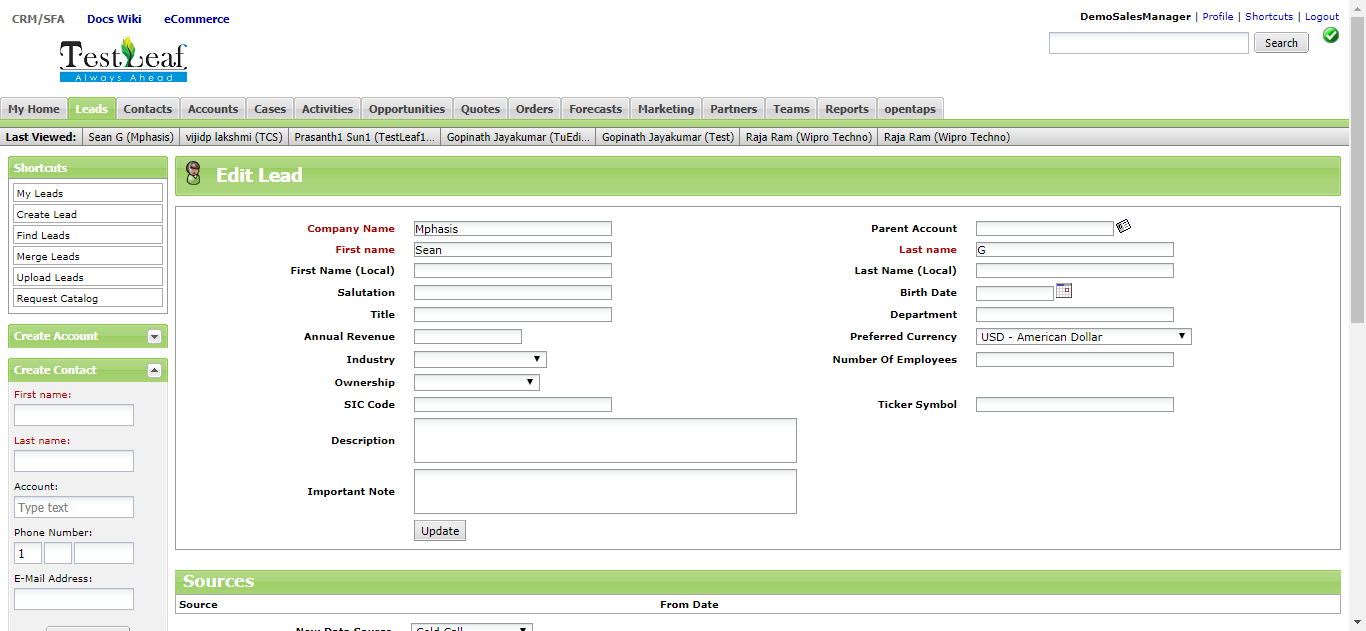 CRM/SFA Docs Wiki eCommerce
DemoSalesManager | Profile | Shortcuts | Logout
Search
TestLeaf
Always Ahead
My Home Leads Contacts Accounts Cases Activities Opportunities Quotes Orders Forecasts Marketing Partners Teams Reports opentaps
Last Viewed: Sean G (Mphasis) vijidp lakshmi (TCS) Prasanth1 Sun1 (TestLeaf1... Gopinath Jayakumar (TuEdi... Gopinath Jayakumar (Test) Raja Ram (Wipro Techno) Raja Ram (Wipro Techno)
Shortcuts
My Leads
Create Lead
Find Leads
Merge Leads
Upload Leads
Request Catalog
Create Account
Create Contact
First name:
Last name:
Account:
Type text
Phone Number:
1
E-Mail Address:
Edit Lead
Company Name Mphasis Parent Account
First name Sean Last name G
First Name (Local) Last Name (Local)
Salutation Birth Date
Title Department
Annual Revenue Preferred Currency USD - American Dollar
Industry Number Of Employees
Ownership
SIC Code Ticker Symbol
Description
Important Note
Update
Sources
Source From Date
New Data Source Cold Call